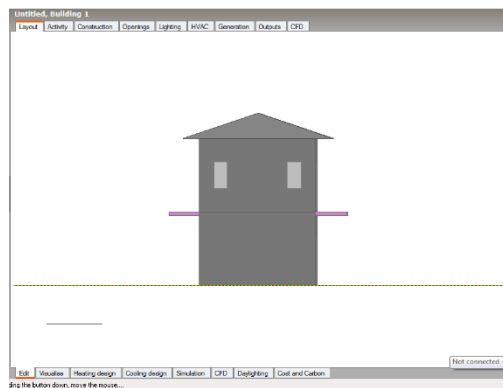 Untitled, Building 1
Layout Activity Construction Openings Lighting HVAC Generation Outputs CFD
Not connected
Edit Visualise Heating design Cooling design Simulation CFD Daylighting Cost and Carbon
ding the button down, move the mouse...